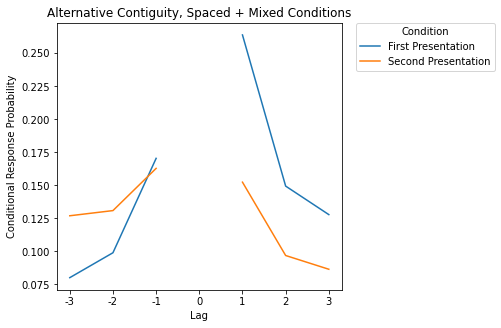 Alternative Contiguity, Spaced + Mixed Conditions
Condition
First Presentation
Second Presentation
Conditional Response Probability
0.250
0.225
0.200
0.175
0.150
0.125
0.100
0.075
-3 -2 -1 0 1 2 3
Lag